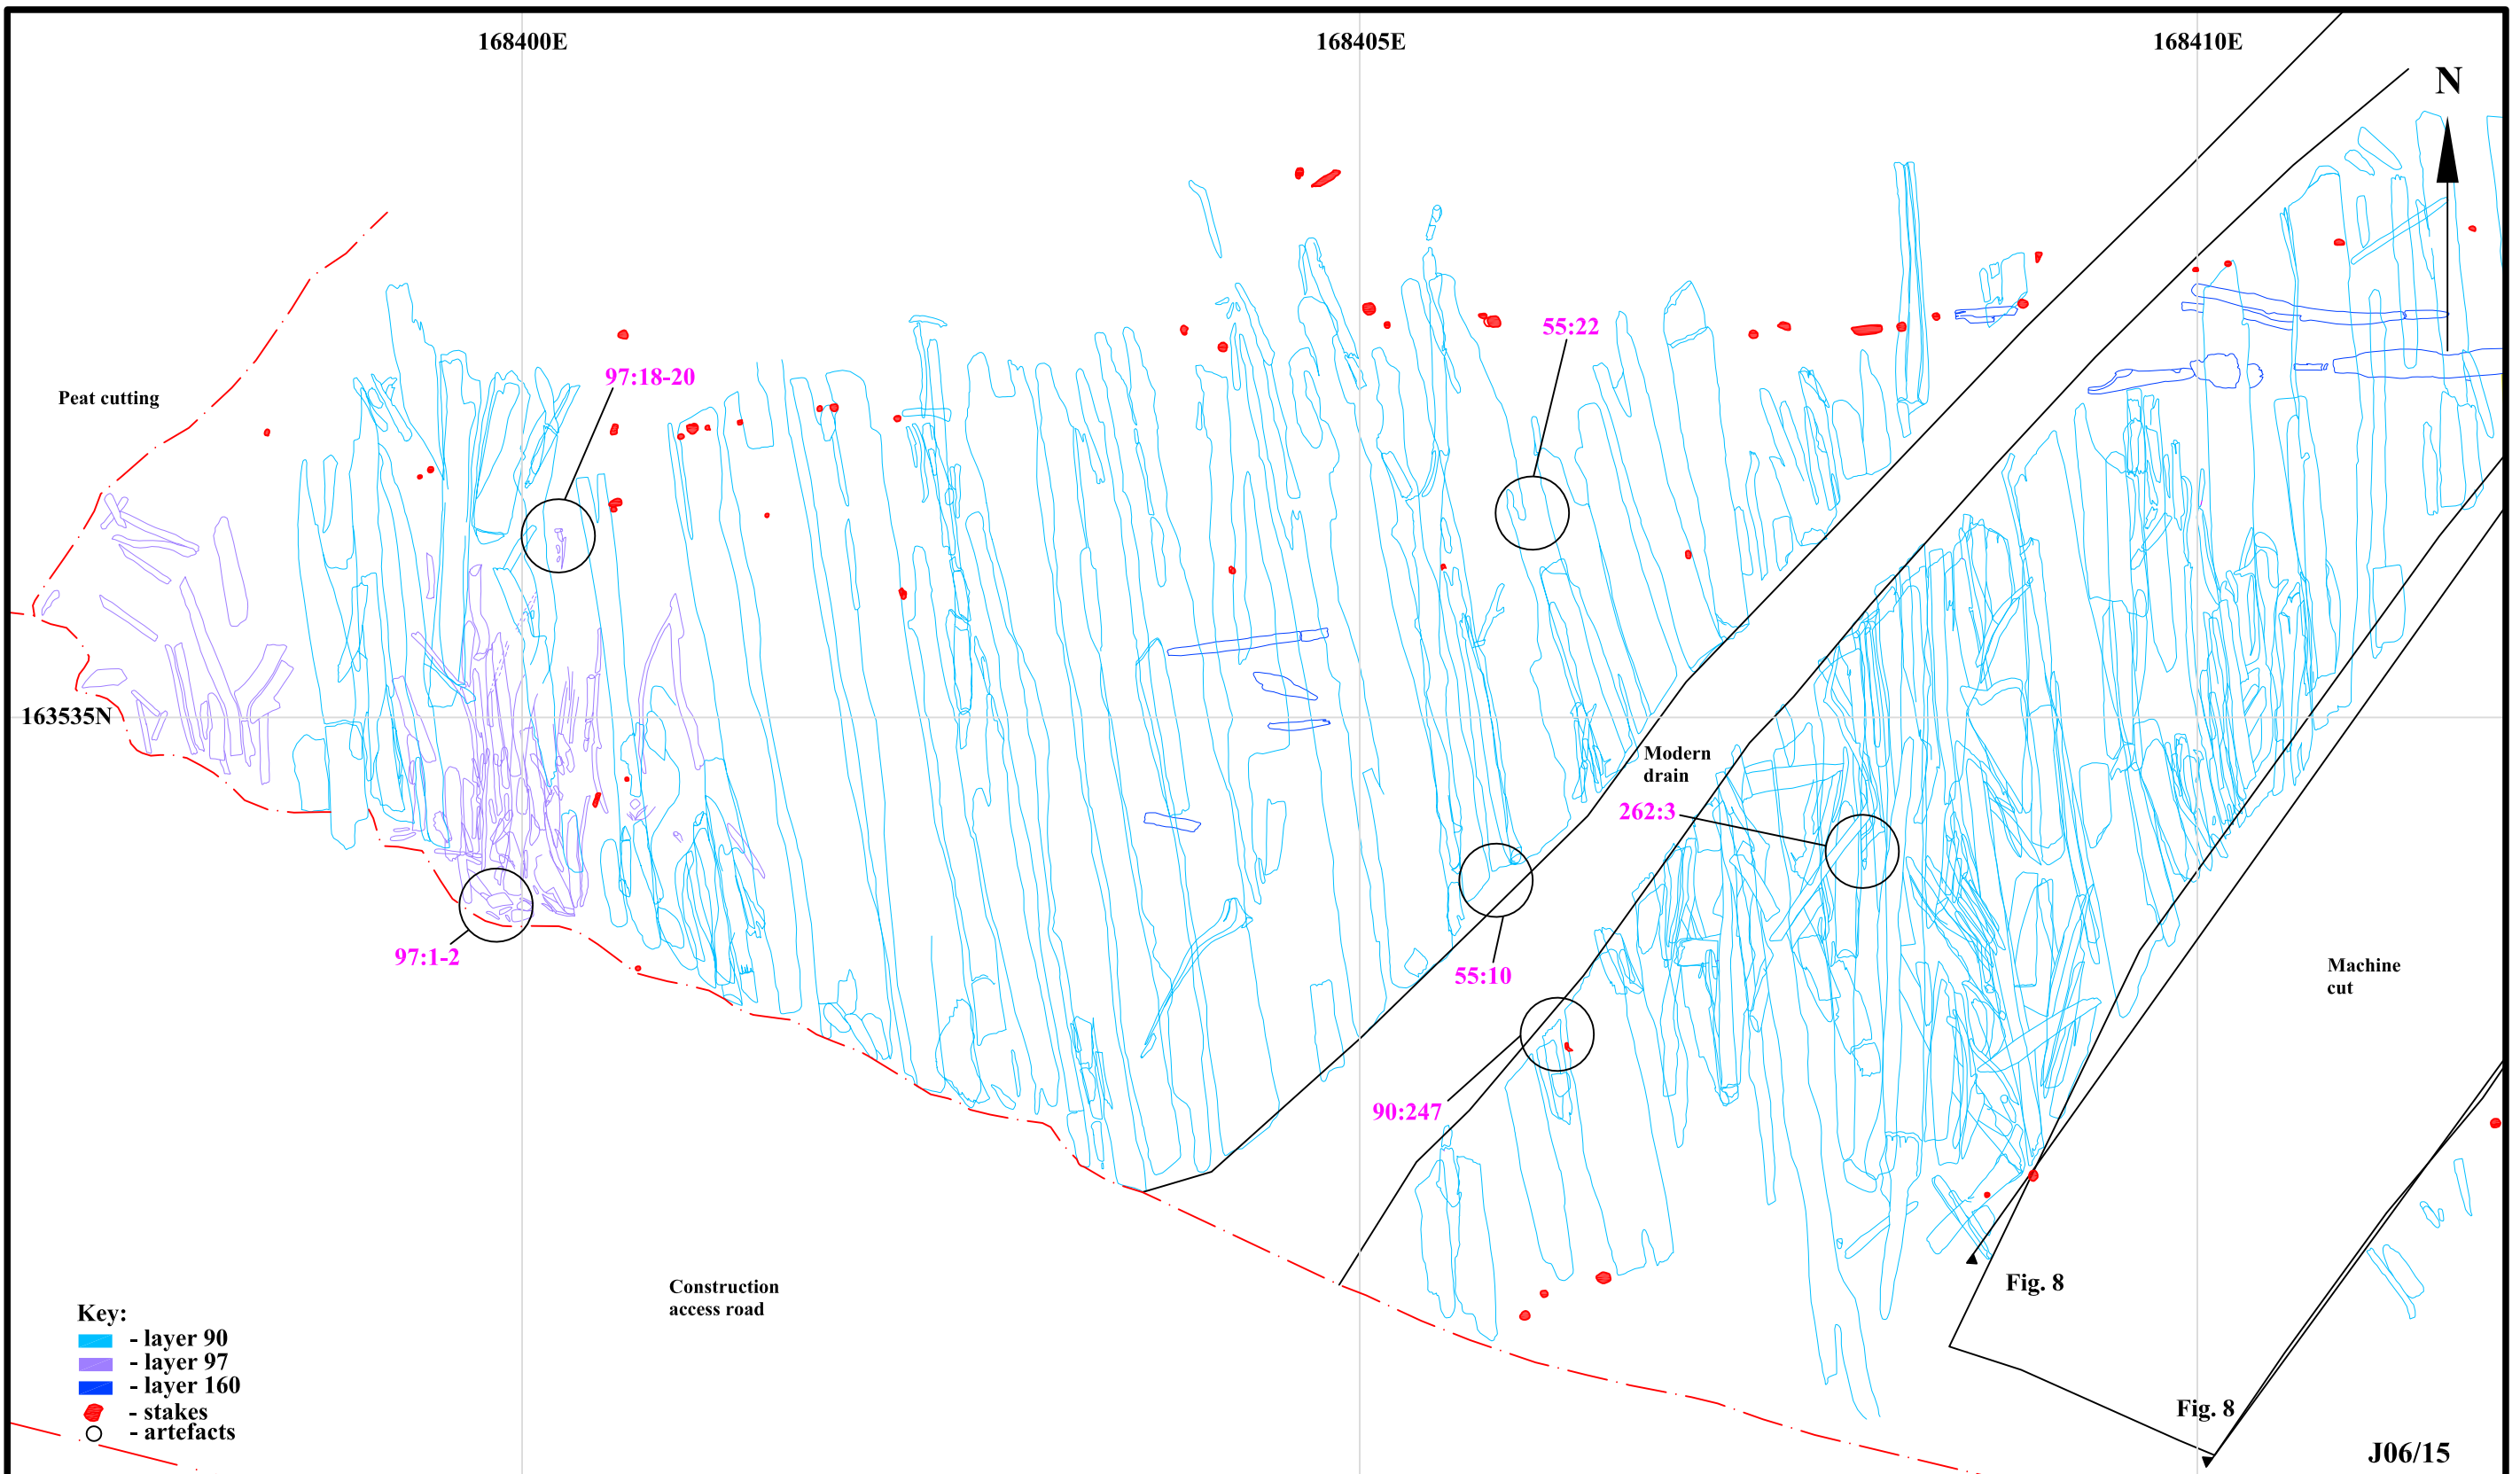 168400E
168405E
168410E
N
55:22
97:18-20
Peat cutting
163535N
Modern
drain
262:3
97:1-2
55:10
Machine
cut
90:247
Construction
access road
Fig. 8
Key:
- layer 90
- layer 97
- layer 160
- stakes
- artefacts
Fig. 8
J06/15